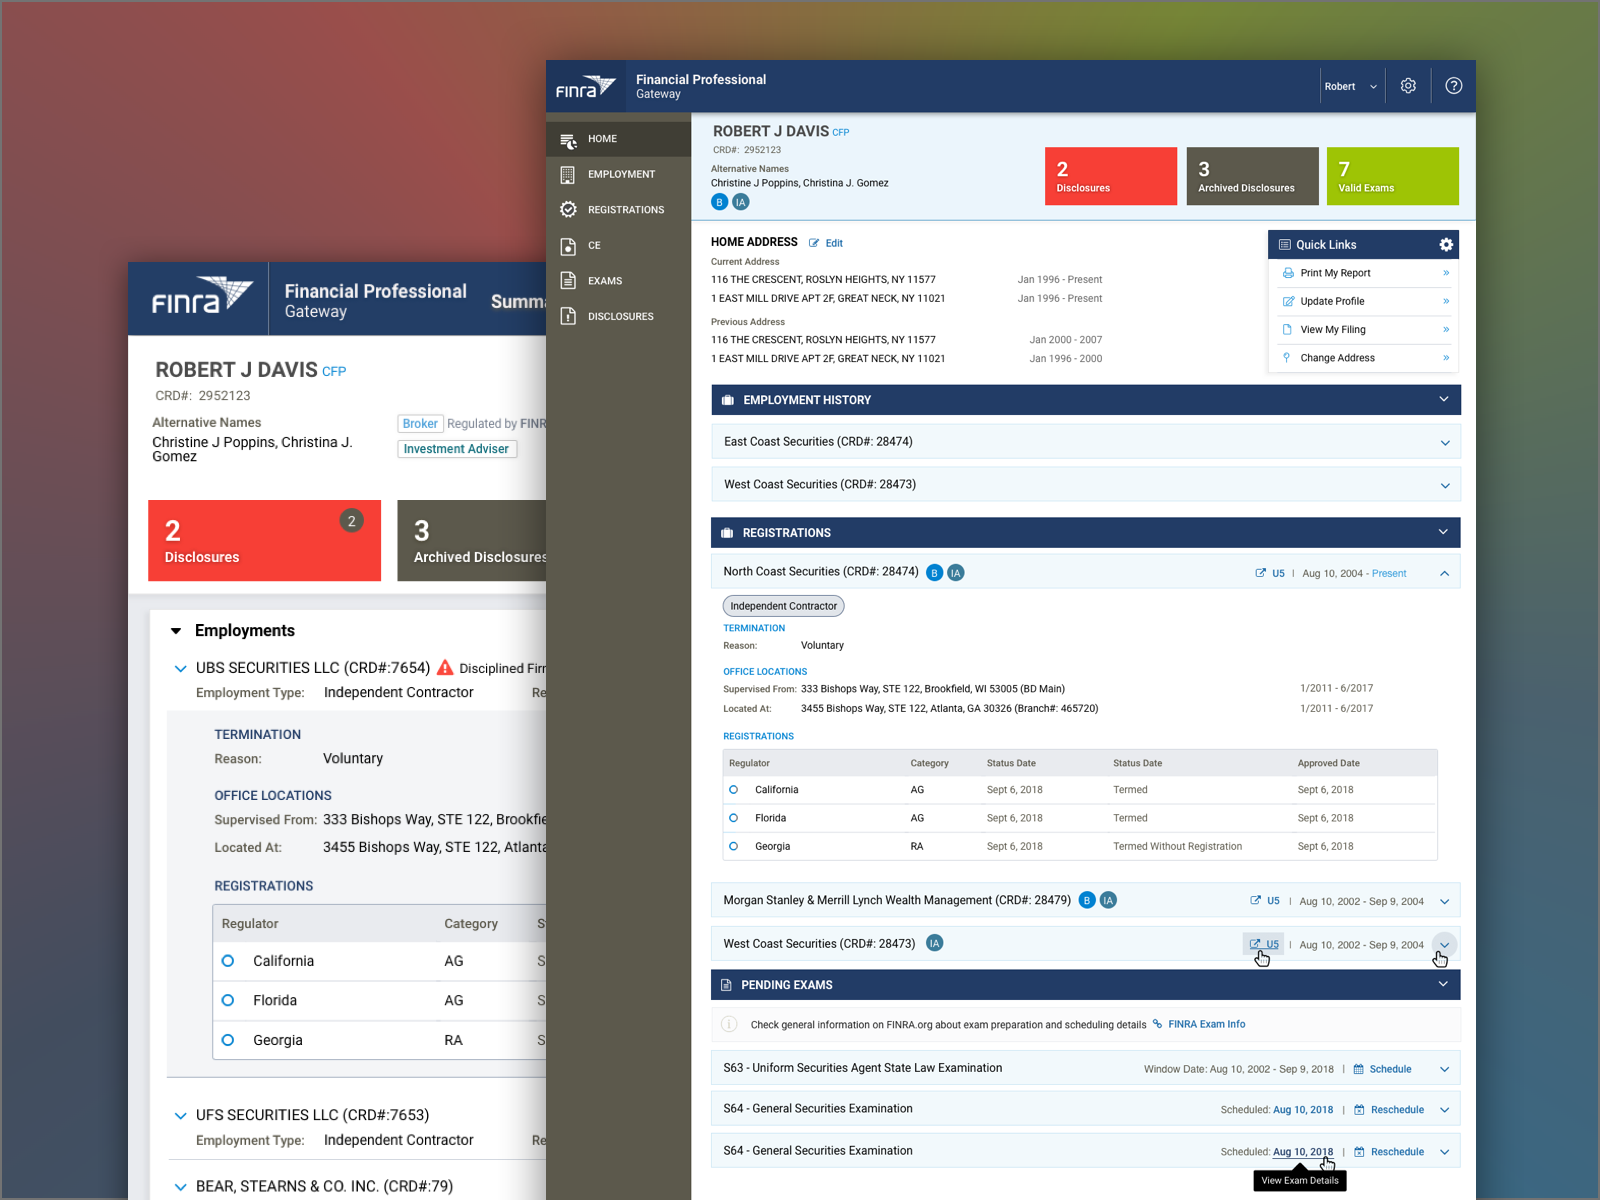 FINRA
Financial Professional
Gateway
Summa
ROBERT J DAVIS CFP
CRD#: 2952123
Alternative Names
Christine J Poppins, Christina J.
Gomez
Broker Regulated by FINR
Investment Adviser
2
2
Disclosures
3
Archived Disclosures
Employments
UBS SECURITIES LLC (CRD#:7654) Disciplined Firm
Employment Type: Independent Contractor Re
TERMINATION
Reason: Voluntary
OFFICE LOCATIONS
Supervised From: 333 Bishops Way, STE 122, Brookfie
Located At: 3455 Bishops Way, STE 122, Atlanta
REGISTRATIONS
Regulator Category S
California AG S
Florida AG S
Georgia RA
UFS SECURITIES LLC (CRD#:7653)
Employment Type: Independent Contractor Re
BEAR, STEARNS & CO. INC. (CRD#:79)
FINRA
Financial Professional
Gateway
Robert
HOME
EMPLOYMENT
REGISTRATIONS
CE
EXAMS
DISCLOSURES
ROBERT J DAVIS CFP
CRD#: 2952123
Alternative Names
Christine J Poppins, Christina J. Gomez
B IA
2
Disclosures
3
Archived Disclosures
7
Valid Exams
HOME ADDRESS Edit
Current Address
116 THE CRESCENT, ROSLYN HEIGHTS, NY 11577 Jan 1996 - Present
1 EAST MILL DRIVE APT 2F, GREAT NECK, NY 11021 Jan 1996 - Present
Previous Address
116 THE CRESCENT, ROSLYN HEIGHTS, NY 11577 Jan 2000 - 2007
1 EAST MILL DRIVE APT 2F, GREAT NECK, NY 11021 Jan 1996 - 2000
Quick Links
Print My Report »
Update Profile »
View My Filing »
Change Address »
EMPLOYMENT HISTORY
East Coast Securities (CRD#: 28474)
West Coast Securities (CRD#: 28473)
REGISTRATIONS
North Coast Securities (CRD#: 28474) B IA U5 | Aug 10, 2004 - Present
Independent Contractor
TERMINATION
Reason: Voluntary
OFFICE LOCATIONS
Supervised From: 333 Bishops Way, STE 122, Brookfield, WI 53005 (BD Main) 1/2011 - 6/2017
Located At: 3455 Bishops Way, STE 122, Atlanta, GA 30326 (Branch#: 465720) 1/2011 - 6/2017
REGISTRATIONS
Regulator Category Status Date Status Date Approved Date
California AG Sept 6, 2018 Termed Sept 6, 2018
Florida AG Sept 6, 2018 Termed Sept 6, 2018
Georgia RA Sept 6, 2018 Termed Without Registration Sept 6, 2018
Morgan Stanley & Merrill Lynch Wealth Management (CRD#: 28479) B IA U5 | Aug 10, 2002 - Sep 9, 2004
West Coast Securities (CRD#: 28473) IA U5 | Aug 10, 2002 - Sep 9, 2004
PENDING EXAMS
Check general information on FINRA.org about exam preparation and scheduling details FINRA Exam Info
S63 - Uniform Securities Agent State Law Examination Window Date: Aug 10, 2002 - Sep 9, 2018 | Schedule
S64 - General Securities Examination Scheduled: Aug 10, 2018 | Reschedule
S64 - General Securities Examination Scheduled: Aug 10, 2018 | Reschedule
View Exam Details